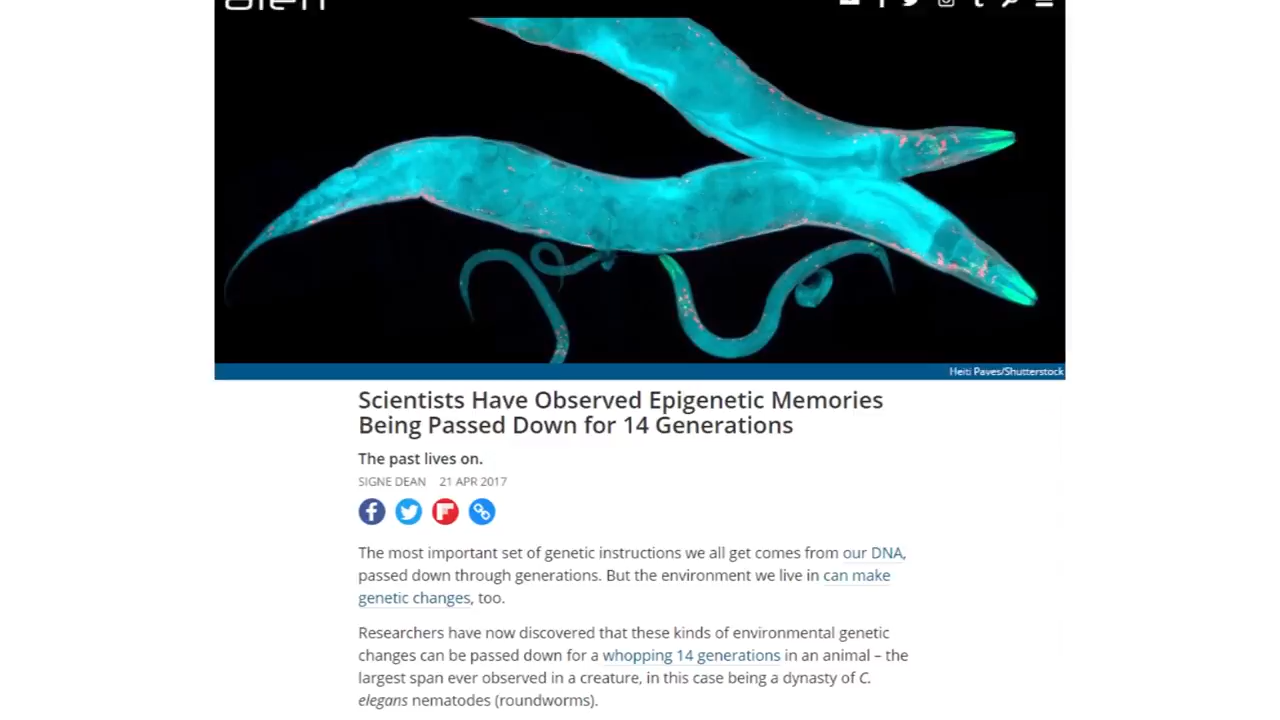 Heiti Paves/Shutterstock
Scientists Have Observed Epigenetic Memories
Being Passed Down for 14 Generations
The past lives on.
SIGNE DEAN 21 APR 2017
The most important set of genetic instructions we all get comes from our DNA,
passed down through generations. But the environment we live in can make
genetic changes, too.
Researchers have now discovered that these kinds of environmental genetic
changes can be passed down for a whopping 14 generations in an animal – the
largest span ever observed in a creature, in this case being a dynasty of C.
elegans nematodes (roundworms).